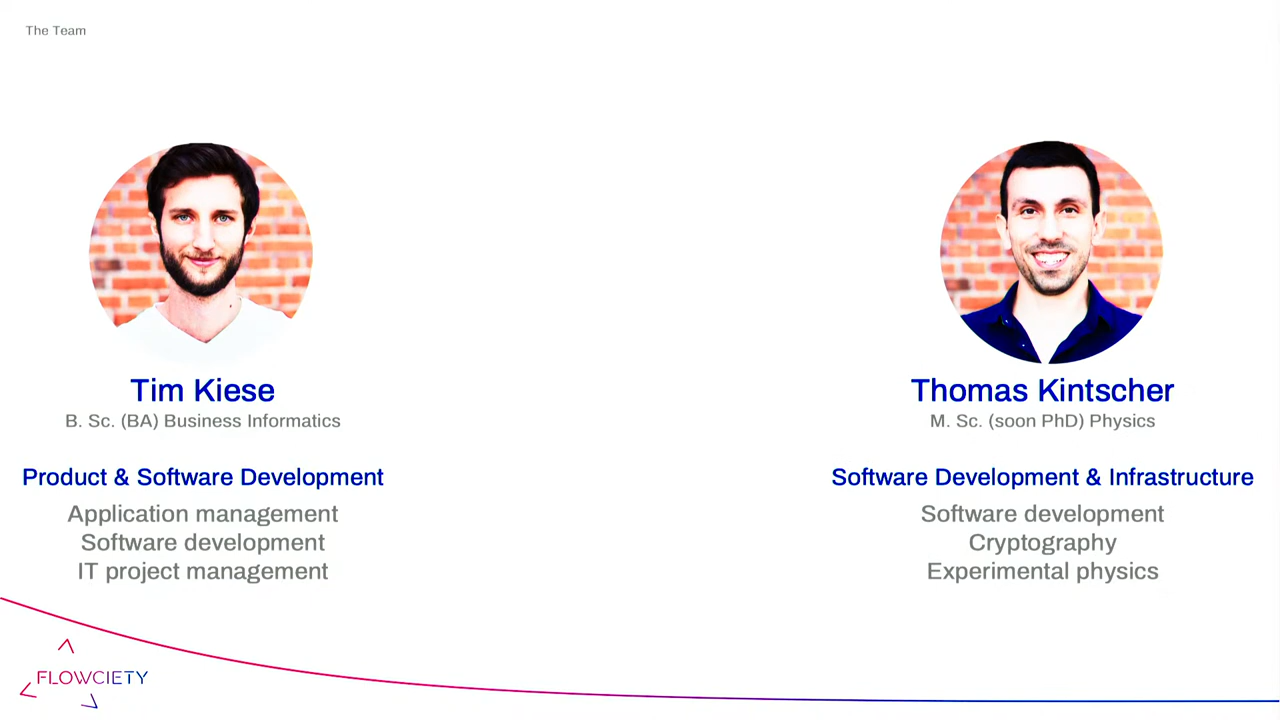 The Team
Tim Kiese
B. Sc. (BA) Business Informatics
Product & Software Development
Application management
Software development
IT project management
Thomas Kintscher
M. Sc. (soon PhD) Physics
Software Development & Infrastructure
Software development
Cryptography
Experimental physics
FLOWCIETY